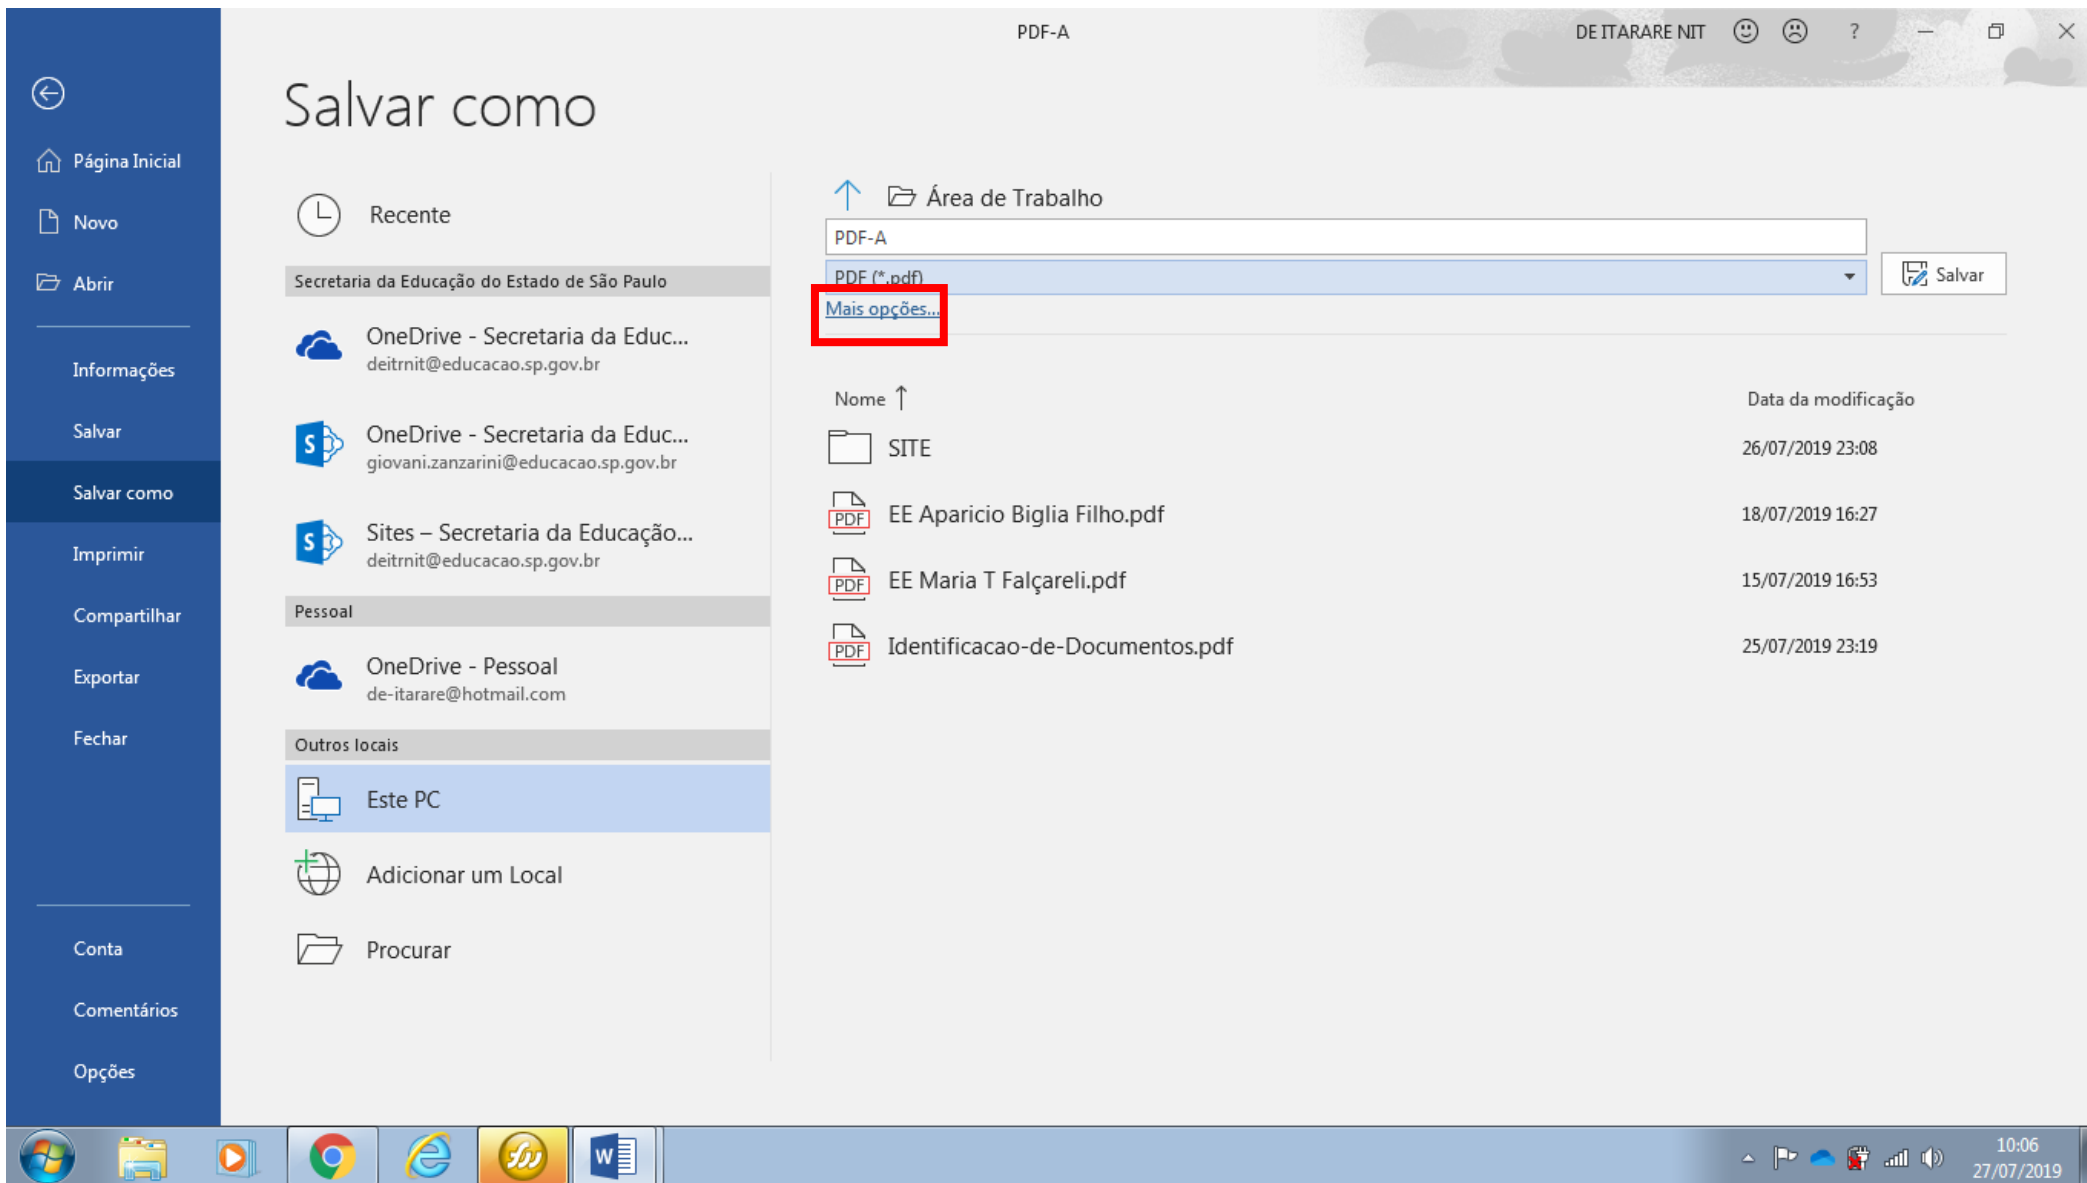 PDF-A
DE ITARARE NIT
?
Salvar como
Página Inicial
Novo
Abrir
Informações
Salvar
Salvar como
Imprimir
Compartilhar
Exportar
Fechar
Conta
Comentários
Opções
Recente
Secretaria da Educação do Estado de São Paulo
OneDrive - Secretaria da Educ...
deitrnit@educacao.sp.gov.br
OneDrive - Secretaria da Educ...
giovani.zanzarini@educacao.sp.gov.br
Sites – Secretaria da Educação...
deitrnit@educacao.sp.gov.br
Pessoal
OneDrive - Pessoal
de-itarare@hotmail.com
Outros locais
Este PC
Adicionar um Local
Procurar
Área de Trabalho
PDF-A
PDF (*.pdf)
Salvar
Mais opções...
Nome Data da modificação
SITE 26/07/2019 23:08
PDF EE Aparicio Biglia Filho.pdf 18/07/2019 16:27
PDF EE Maria T Falçareli.pdf 15/07/2019 16:53
PDF Identificacao-de-Documentos.pdf 25/07/2019 23:19
10:06
27/07/2019